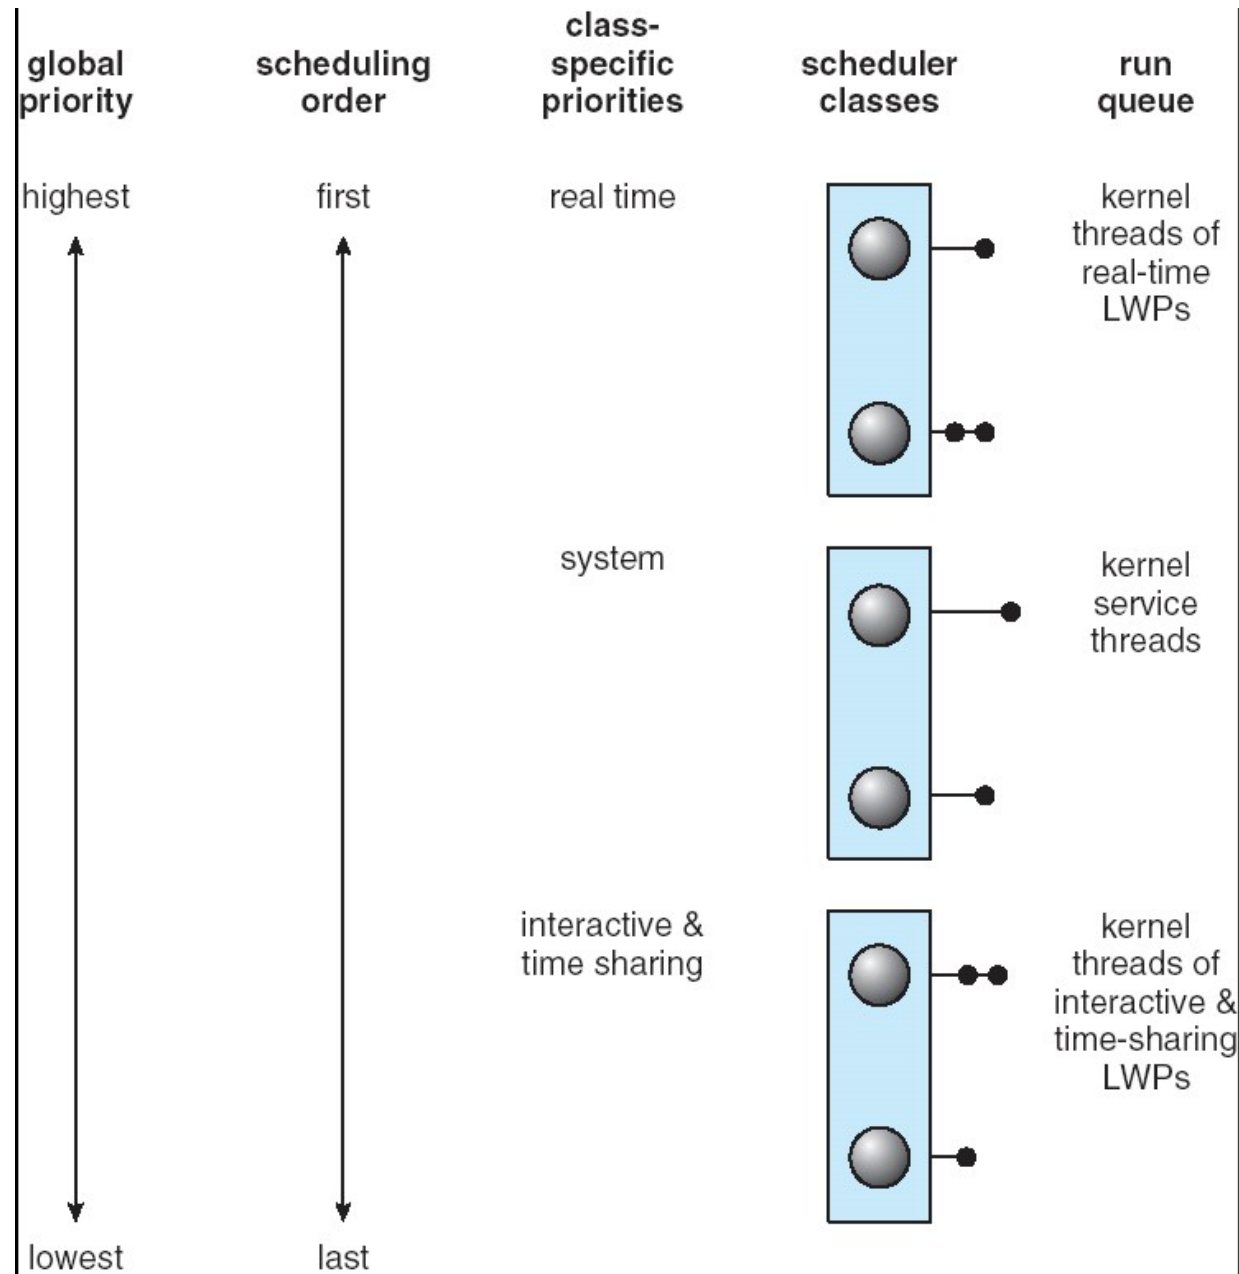 global
priority
scheduling
order
class-
specific
priorities
scheduler
classes
run
queue
highest
first
real time
kernel
threads of
real-time
LWPs
system
kernel
service
threads
interactive &
time sharing
kernel
threads of
interactive &
time-sharing
LWPs
lowest
last